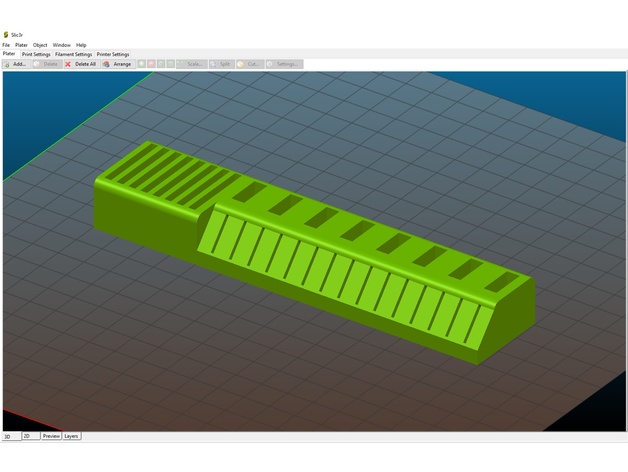 Slic3r
File Plater Object Window Help
Plater Print Settings Filament Settings Printer Settings
Add... Delete Delete All Arrange Scale... Split Cut... Settings...
3D 2D Preview Layers